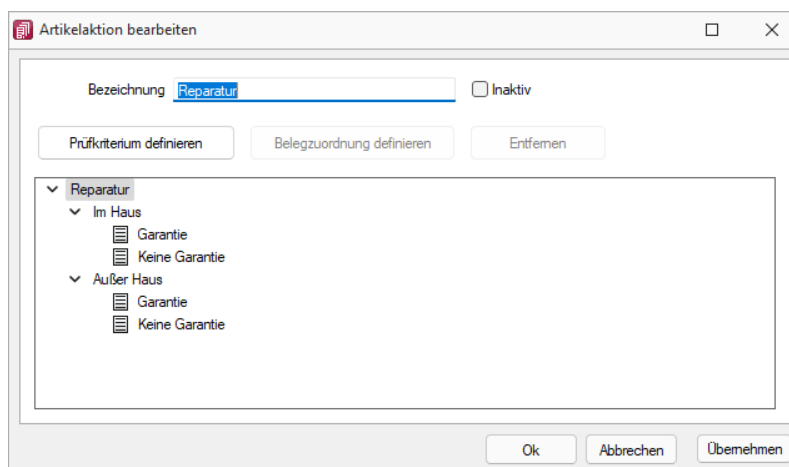 Artikelaktion bearbeiten
Bezeichnung Reparatur Inaktiv
Prüfkriterium definieren Belegzuordnung definieren Entfernen
Reparatur
Im Haus
Garantie
Keine Garantie
Außer Haus
Garantie
Keine Garantie
Ok Abbrechen Übernehmen